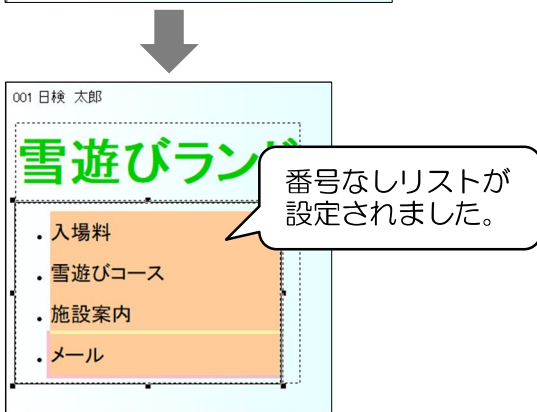 001 日検 太郎
雪遊びランド
番号なしリストが
設定されました。
・入場料
・雪遊びコース
・施設案内
・メール